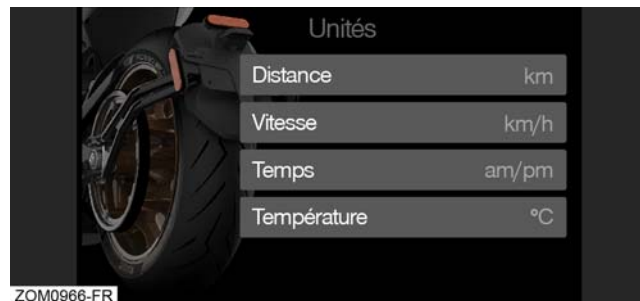 Unités
Distance km
Vitesse km/h
Temps am/pm
Température °C
ZOM0966-FR